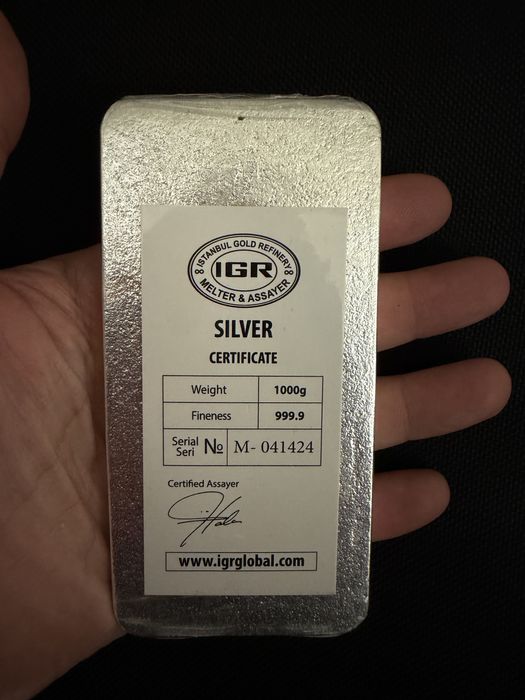 ISTANBUL GOLD REFINERY
IGR
MELTER & ASSAYER
SILVER
CERTIFICATE
Weight 1000g
Fineness 999.9
Serial Seri № M- 041424
Certified Assayer
www.igrglobal.com